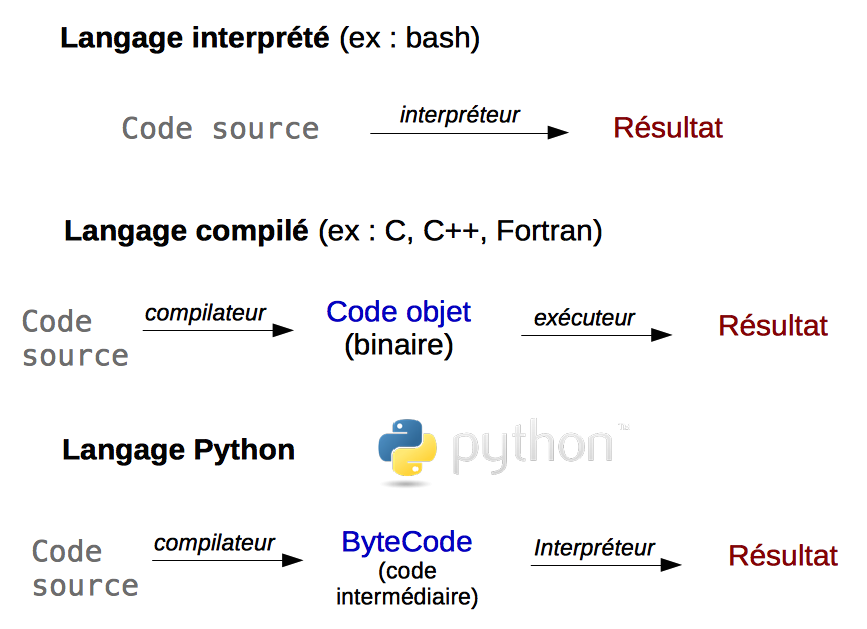 Langage interprété (ex : bash)
interpréteur
Code source
Résultat
Langage compilé (ex : C, C++, Fortran)
compilateur
Code objet
exécuteur
Code
source
(binaire)
Résultat
Langage Python
python™
compilateur
ByteCode
Interpréteur
Code
source
(code
intermédiaire)
Résultat